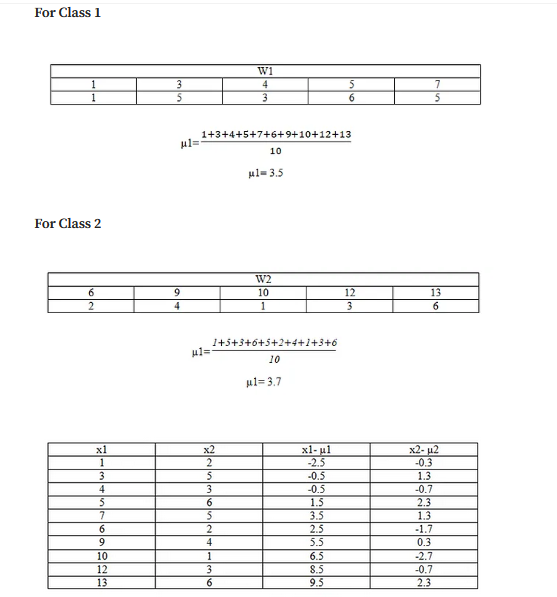 For Class 1
W1
1 3 4 5 7
1 5 3 6 5
μ1= 1+3+4+5+7+6+9+10+12+13
10
μ1= 3.5
For Class 2
W2
6 9 10 12 13
2 4 1 3 6
μ1= 1+5+3+6+5+2+4+1+3+6
10
μ1= 3.7
x1 x2 x1- μ1 x2- μ2
1 2 -2.5 -0.3
3 5 -0.5 1.3
4 3 -0.5 -0.7
5 6 1.5 2.3
7 5 3.5 1.3
6 2 2.5 -1.7
9 4 5.5 0.3
10 1 6.5 -2.7
12 3 8.5 -0.7
13 6 9.5 2.3